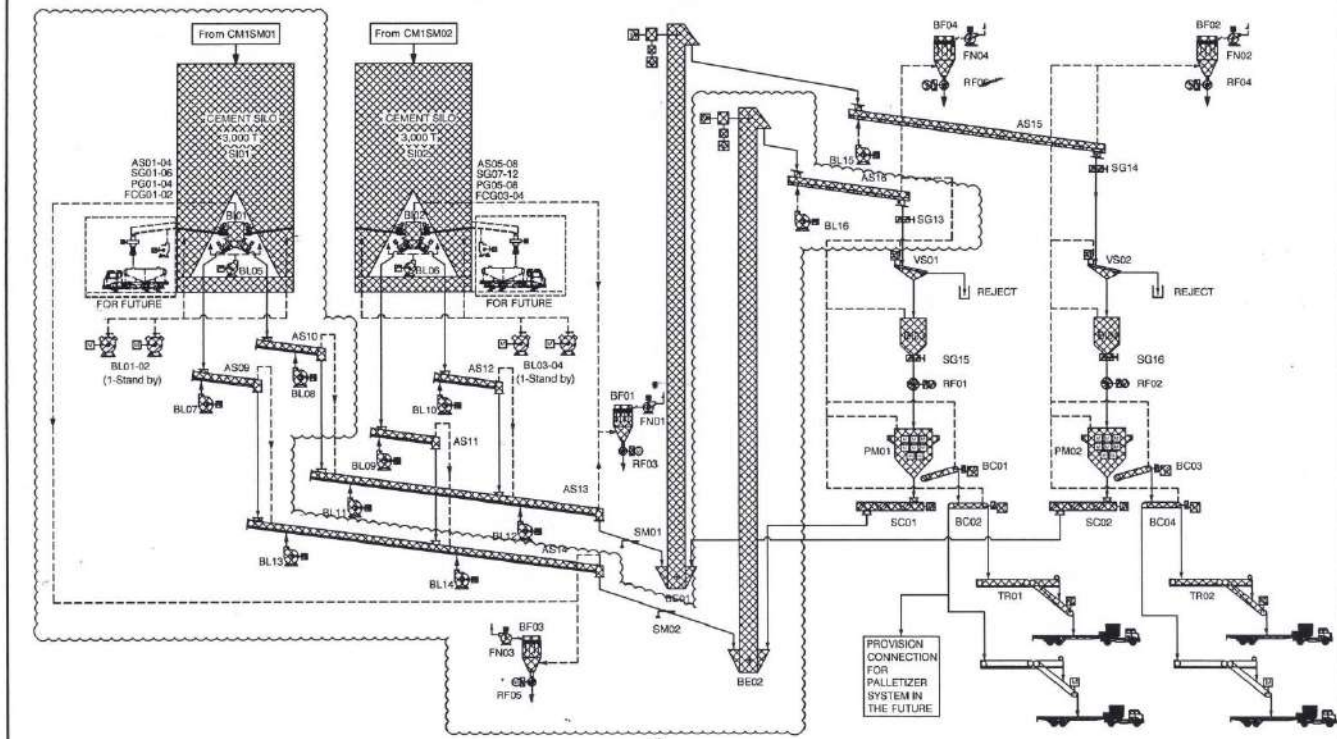 From CM1SM01
From CM1SM02
CEMENT SILO
3,000 T
SI01
CEMENT SILO
3,000 T
SI02
AS01-04
SG01-06
PG01-04
FCG01-02
AS05-08
SG07-12
PG05-08
FCG03-04
BL05
BL06
FOR FUTURE
FOR FUTURE
BL01-02
(1-Stand by)
BL03-04
(1-Stand by)
AS10
AS09
BL08
BL07
AS12
BL10
AS11
BL09
AS13
BL11
BL12
AS14
BL13
BL14
BF01
FN01
RF03
SM01
SM02
BE01
BE02
BF03
FN03
RF05
BF04
FN04
BF02
FN02
RF04
AS15
BL15
AS16
BL16
SG13
SG14
VS01
REJECT
VS02
REJECT
SG15
SG16
RF01
RF02
PM01
BC01
PM02
BC03
SC01
BC02
SC02
BC04
TR01
TR02
PROVISION
CONNECTION
FOR
PALLETIZER
SYSTEM IN
THE FUTURE